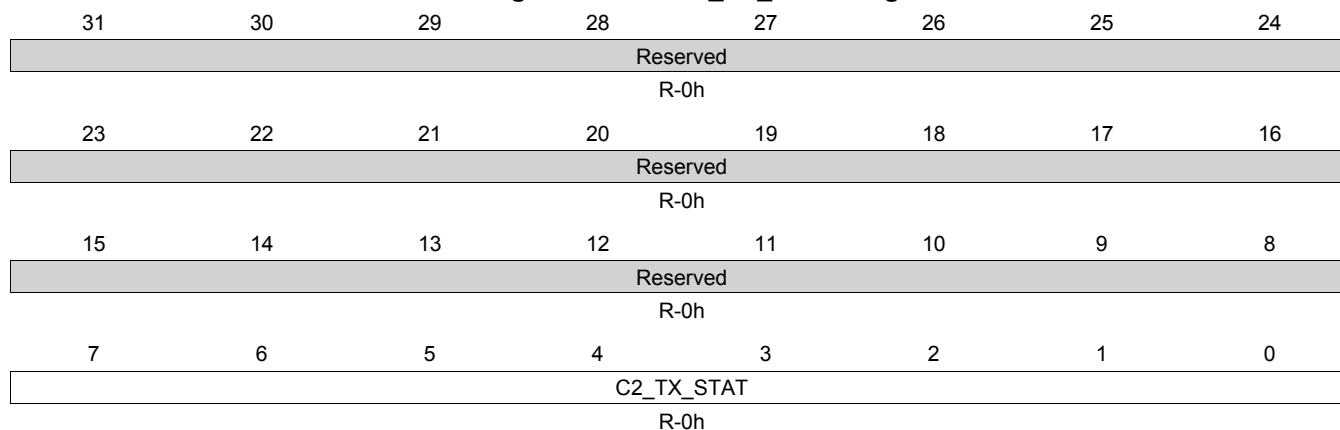 31 30 29 28 27 26 25 24
Reserved
R-0h
23 22 21 20 19 18 17 16
Reserved
R-0h
15 14 13 12 11 10 9 8
Reserved
R-0h
7 6 5 4 3 2 1 0
C2_TX_STAT
R-0h